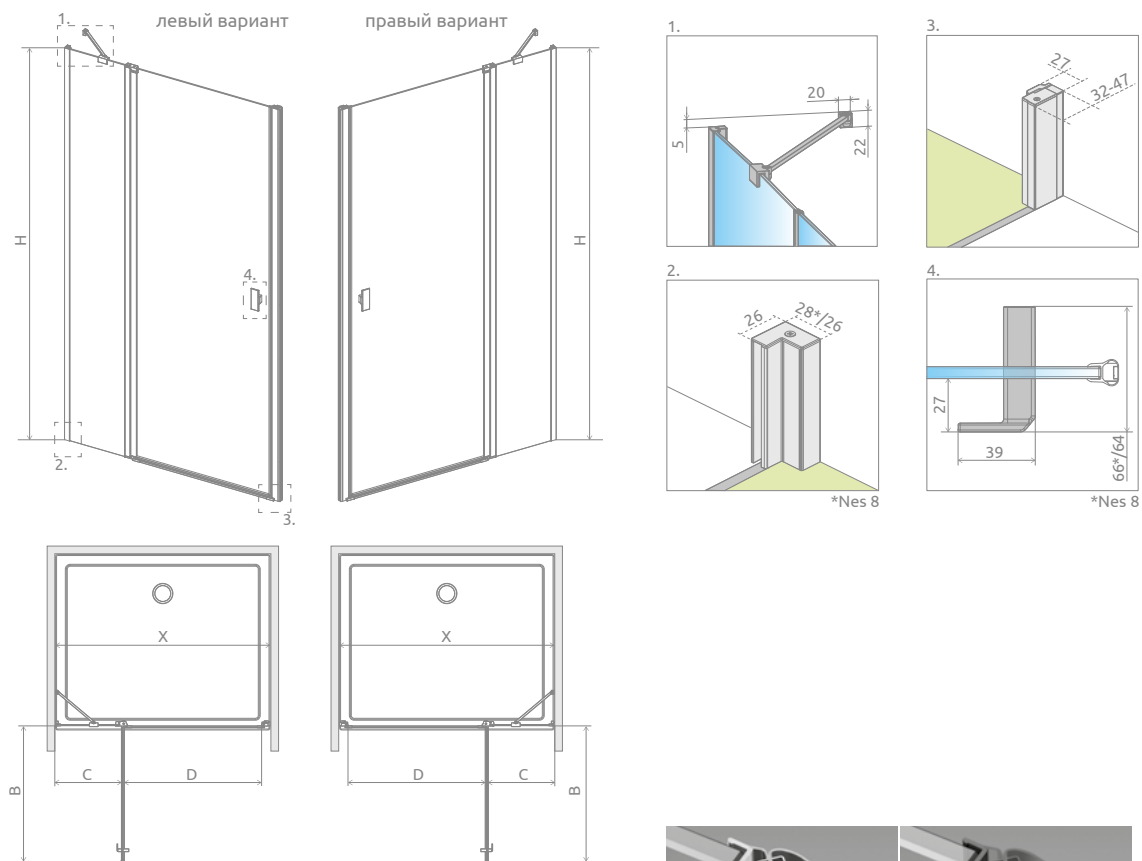 1.
левый вариант
правый вариант
H
H
4.
2.
3.
1.
20
5
22
3.
27
32-47
2.
26
28*/26
*Nes 8
4.
27
39
66*/64
*Nes 8
X
X
C
D
D
C
B
B